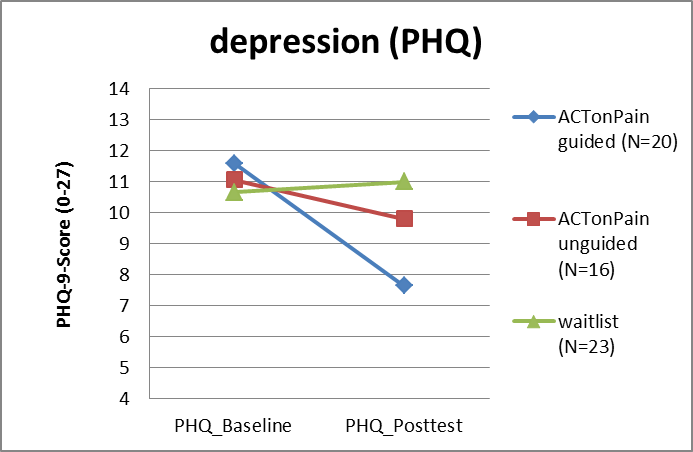 depression (PHQ)
PHQ-9-Score (0-27)
14
13
12
11
10
9
8
7
6
5
4
PHQ_Baseline
PHQ_Posttest
ACTonPain
guided (N=20)
ACTonPain
unguided
(N=16)
waitlist
(N=23)